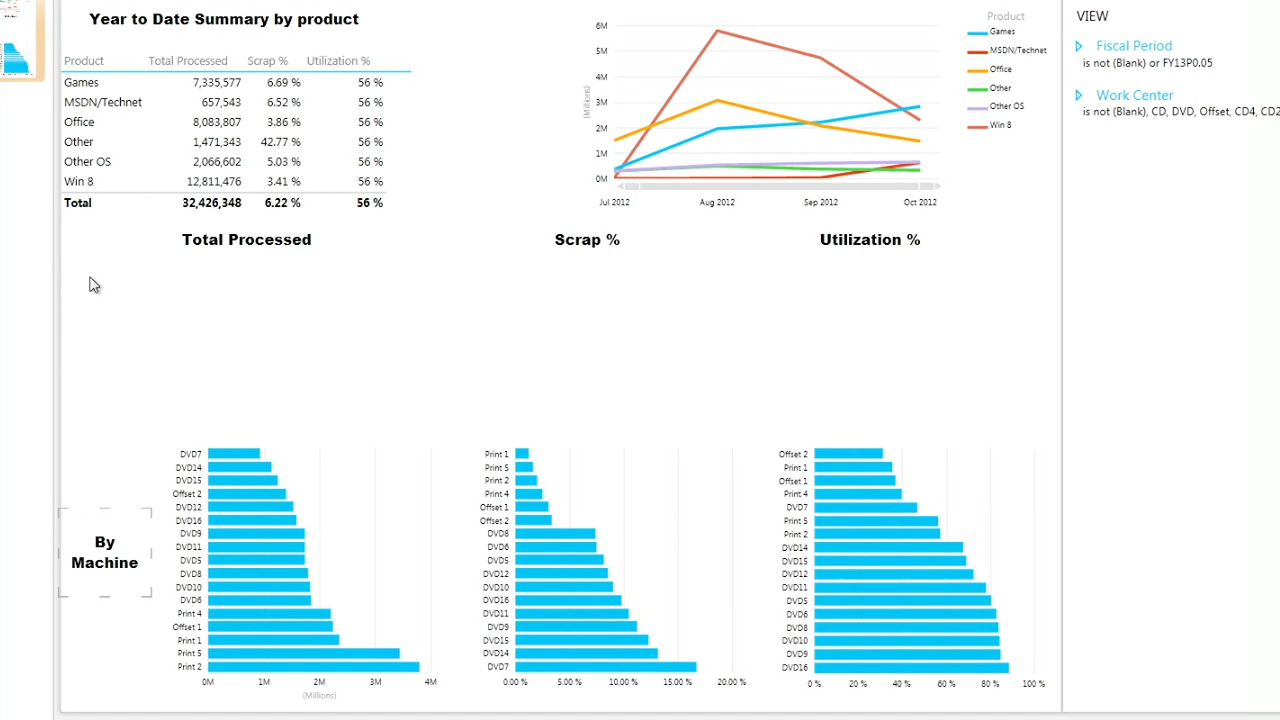 Year to Date Summary by product
Product Total Processed Scrap % Utilization %
Games 7,335,577 6.69 % 56 %
MSDN/Technet 657,543 6.52 % 56 %
Office 8,083,807 3.86 % 56 %
Other 1,471,343 42.77 % 56 %
Other OS 2,066,602 5.03 % 56 %
Win 8 12,811,476 3.41 % 56 %
Total 32,426,348 6.22 % 56 %
6M
5M
4M
3M
2M
1M
0M
(Millions)
Jul 2012 Aug 2012 Sep 2012 Oct 2012
Product
Games
MSDN/Technet
Office
Other
Other OS
Win 8
VIEW
Fiscal Period
is not (Blank) or FY13P0.05
Work Center
is not (Blank), CD, DVD, Offset, CD4, CD2
Total Processed Scrap % Utilization %
By
Machine
DVD7
DVD14
DVD15
Offset 2
DVD12
DVD16
DVD9
DVD11
DVD5
DVD8
DVD10
DVD6
Print 4
Offset 1
Print 1
Print 5
Print 2
0M 1M 2M 3M 4M
(Millions)
Print 1
Print 5
Print 2
Print 4
Offset 1
Offset 2
DVD8
DVD6
DVD5
DVD12
DVD10
DVD16
DVD11
DVD9
DVD15
DVD14
DVD7
0.00 % 5.00 % 10.00 % 15.00 % 20.00 %
Offset 2
Print 1
Offset 1
Print 4
DVD7
Print 5
Print 2
DVD14
DVD15
DVD12
DVD11
DVD5
DVD6
DVD8
DVD10
DVD9
DVD16
0 % 20 % 40 % 60 % 80 % 100 %